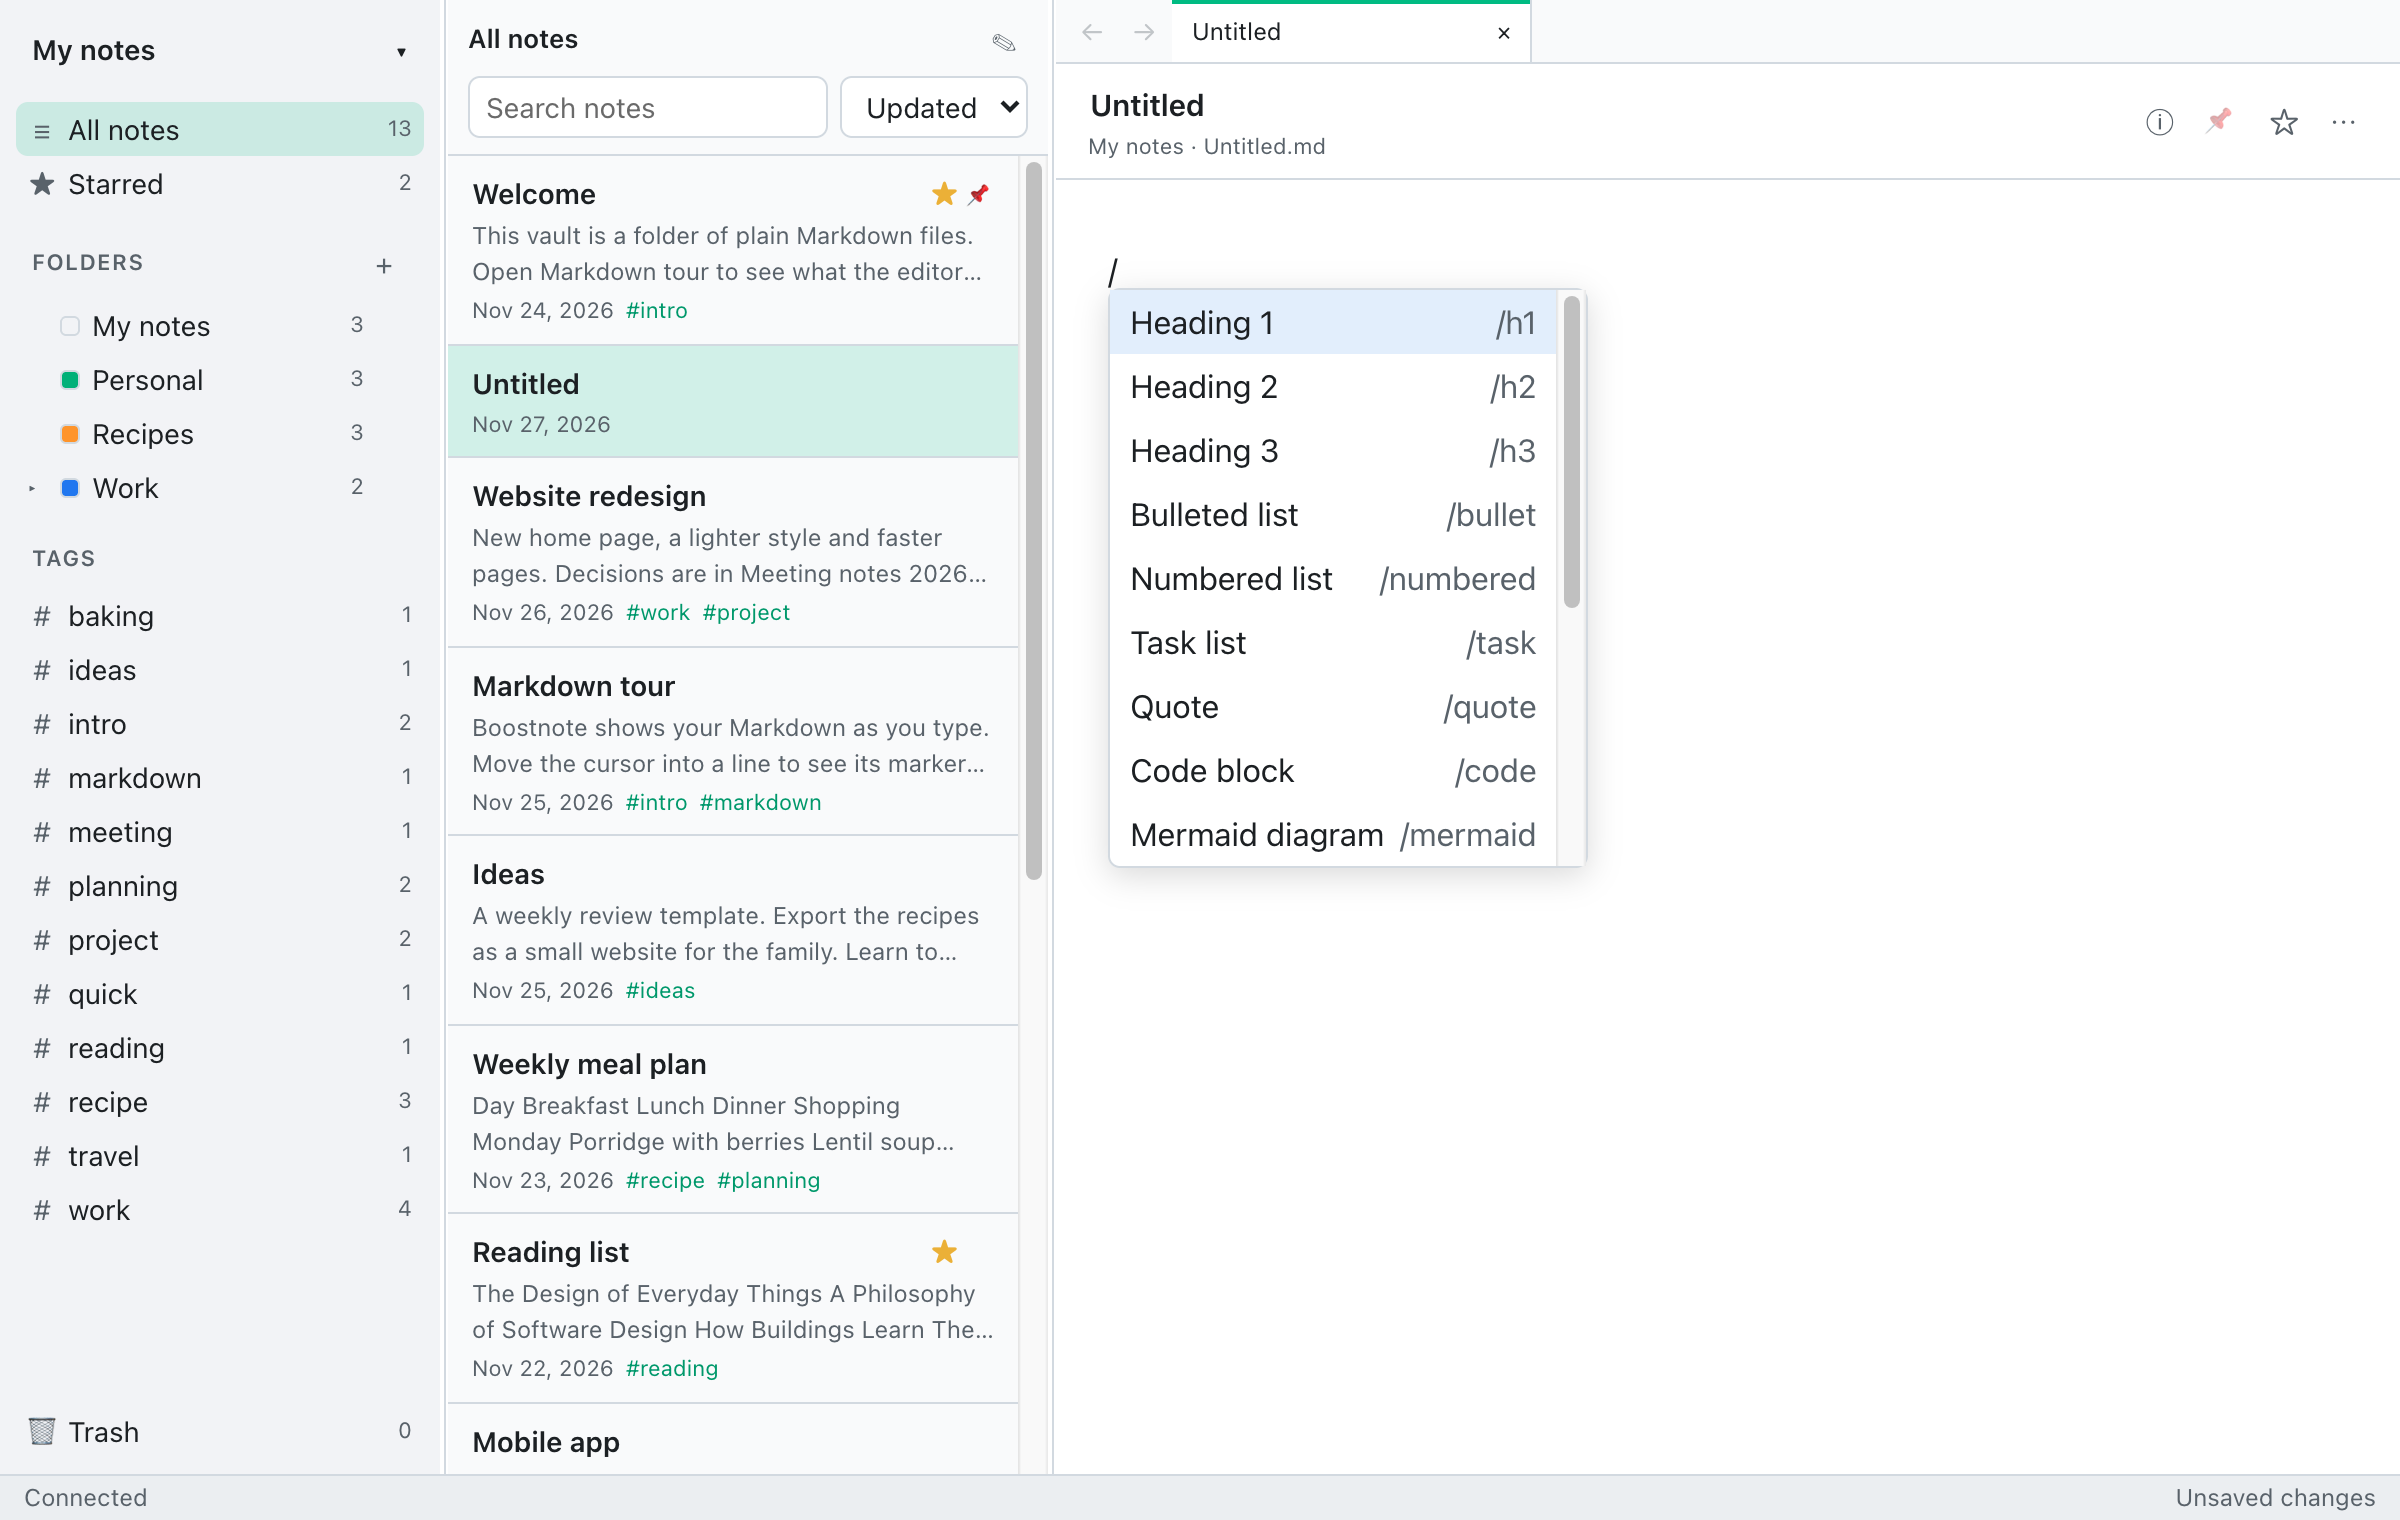 My notes
All notes 13
Starred 2
FOLDERS
My notes 3
Personal 3
Recipes 3
Work 2
TAGS
# baking 1
# ideas 1
# intro 2
# markdown 1
# meeting 1
# planning 2
# project 2
# quick 1
# reading 1
# recipe 3
# travel 1
# work 4
Trash 0
All notes
Search notes
Updated
Welcome
This vault is a folder of plain Markdown files.
Open Markdown tour to see what the editor…
Nov 24, 2026 #intro
Untitled
Nov 27, 2026
Website redesign
New home page, a lighter style and faster
pages. Decisions are in Meeting notes 2026…
Nov 26, 2026 #work #project
Markdown tour
Boostnote shows your Markdown as you type.
Move the cursor into a line to see its marker…
Nov 25, 2026 #intro #markdown
Ideas
A weekly review template. Export the recipes
as a small website for the family. Learn to…
Nov 25, 2026 #ideas
Weekly meal plan
Day Breakfast Lunch Dinner Shopping
Monday Porridge with berries Lentil soup…
Nov 23, 2026 #recipe #planning
Reading list
The Design of Everyday Things A Philosophy
of Software Design How Buildings Learn The…
Nov 22, 2026 #reading
Mobile app
Untitled
Untitled
My notes · Untitled.md
/
Heading 1 /h1
Heading 2 /h2
Heading 3 /h3
Bulleted list /bullet
Numbered list /numbered
Task list /task
Quote /quote
Code block /code
Mermaid diagram /mermaid
Connected
Unsaved changes